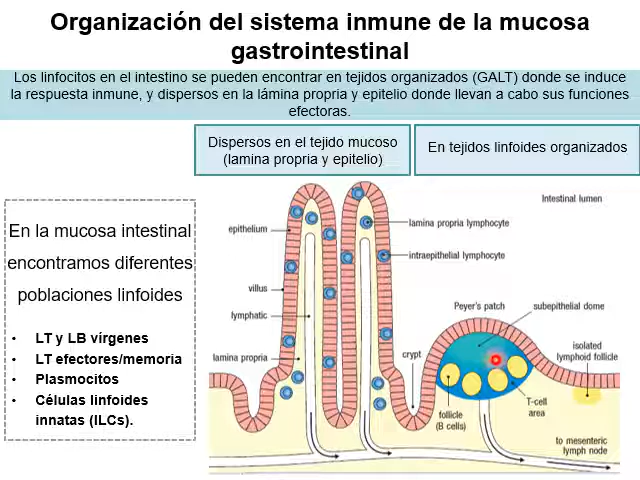 Organización del sistema inmune de la mucosa
gastrointestinal
Los linfocitos en el intestino se pueden encontrar en tejidos organizados (GALT) donde se induce
la respuesta inmune, y dispersos en la lámina propria y epitelio donde llevan a cabo sus funciones
efectoras.
Dispersos en el tejido mucoso
(lamina propria y epitelio)
En tejidos linfoides organizados
En la mucosa intestinal
encontramos diferentes
poblaciones linfoides
• LT y LB vírgenes
• LT efectores/memoria
• Plasmocitos
• Células linfoides
innatas (ILCs).
Intestinal lumen
epithelium
lamina propria lymphocyte
intraepithelial lymphocyte
villus
lymphatic
lamina propria
Peyer's patch
subepithelial dome
crypt
isolated
lymphoid follicle
follicle
(B cells)
T-cell
area
to mesenteric
lymph node